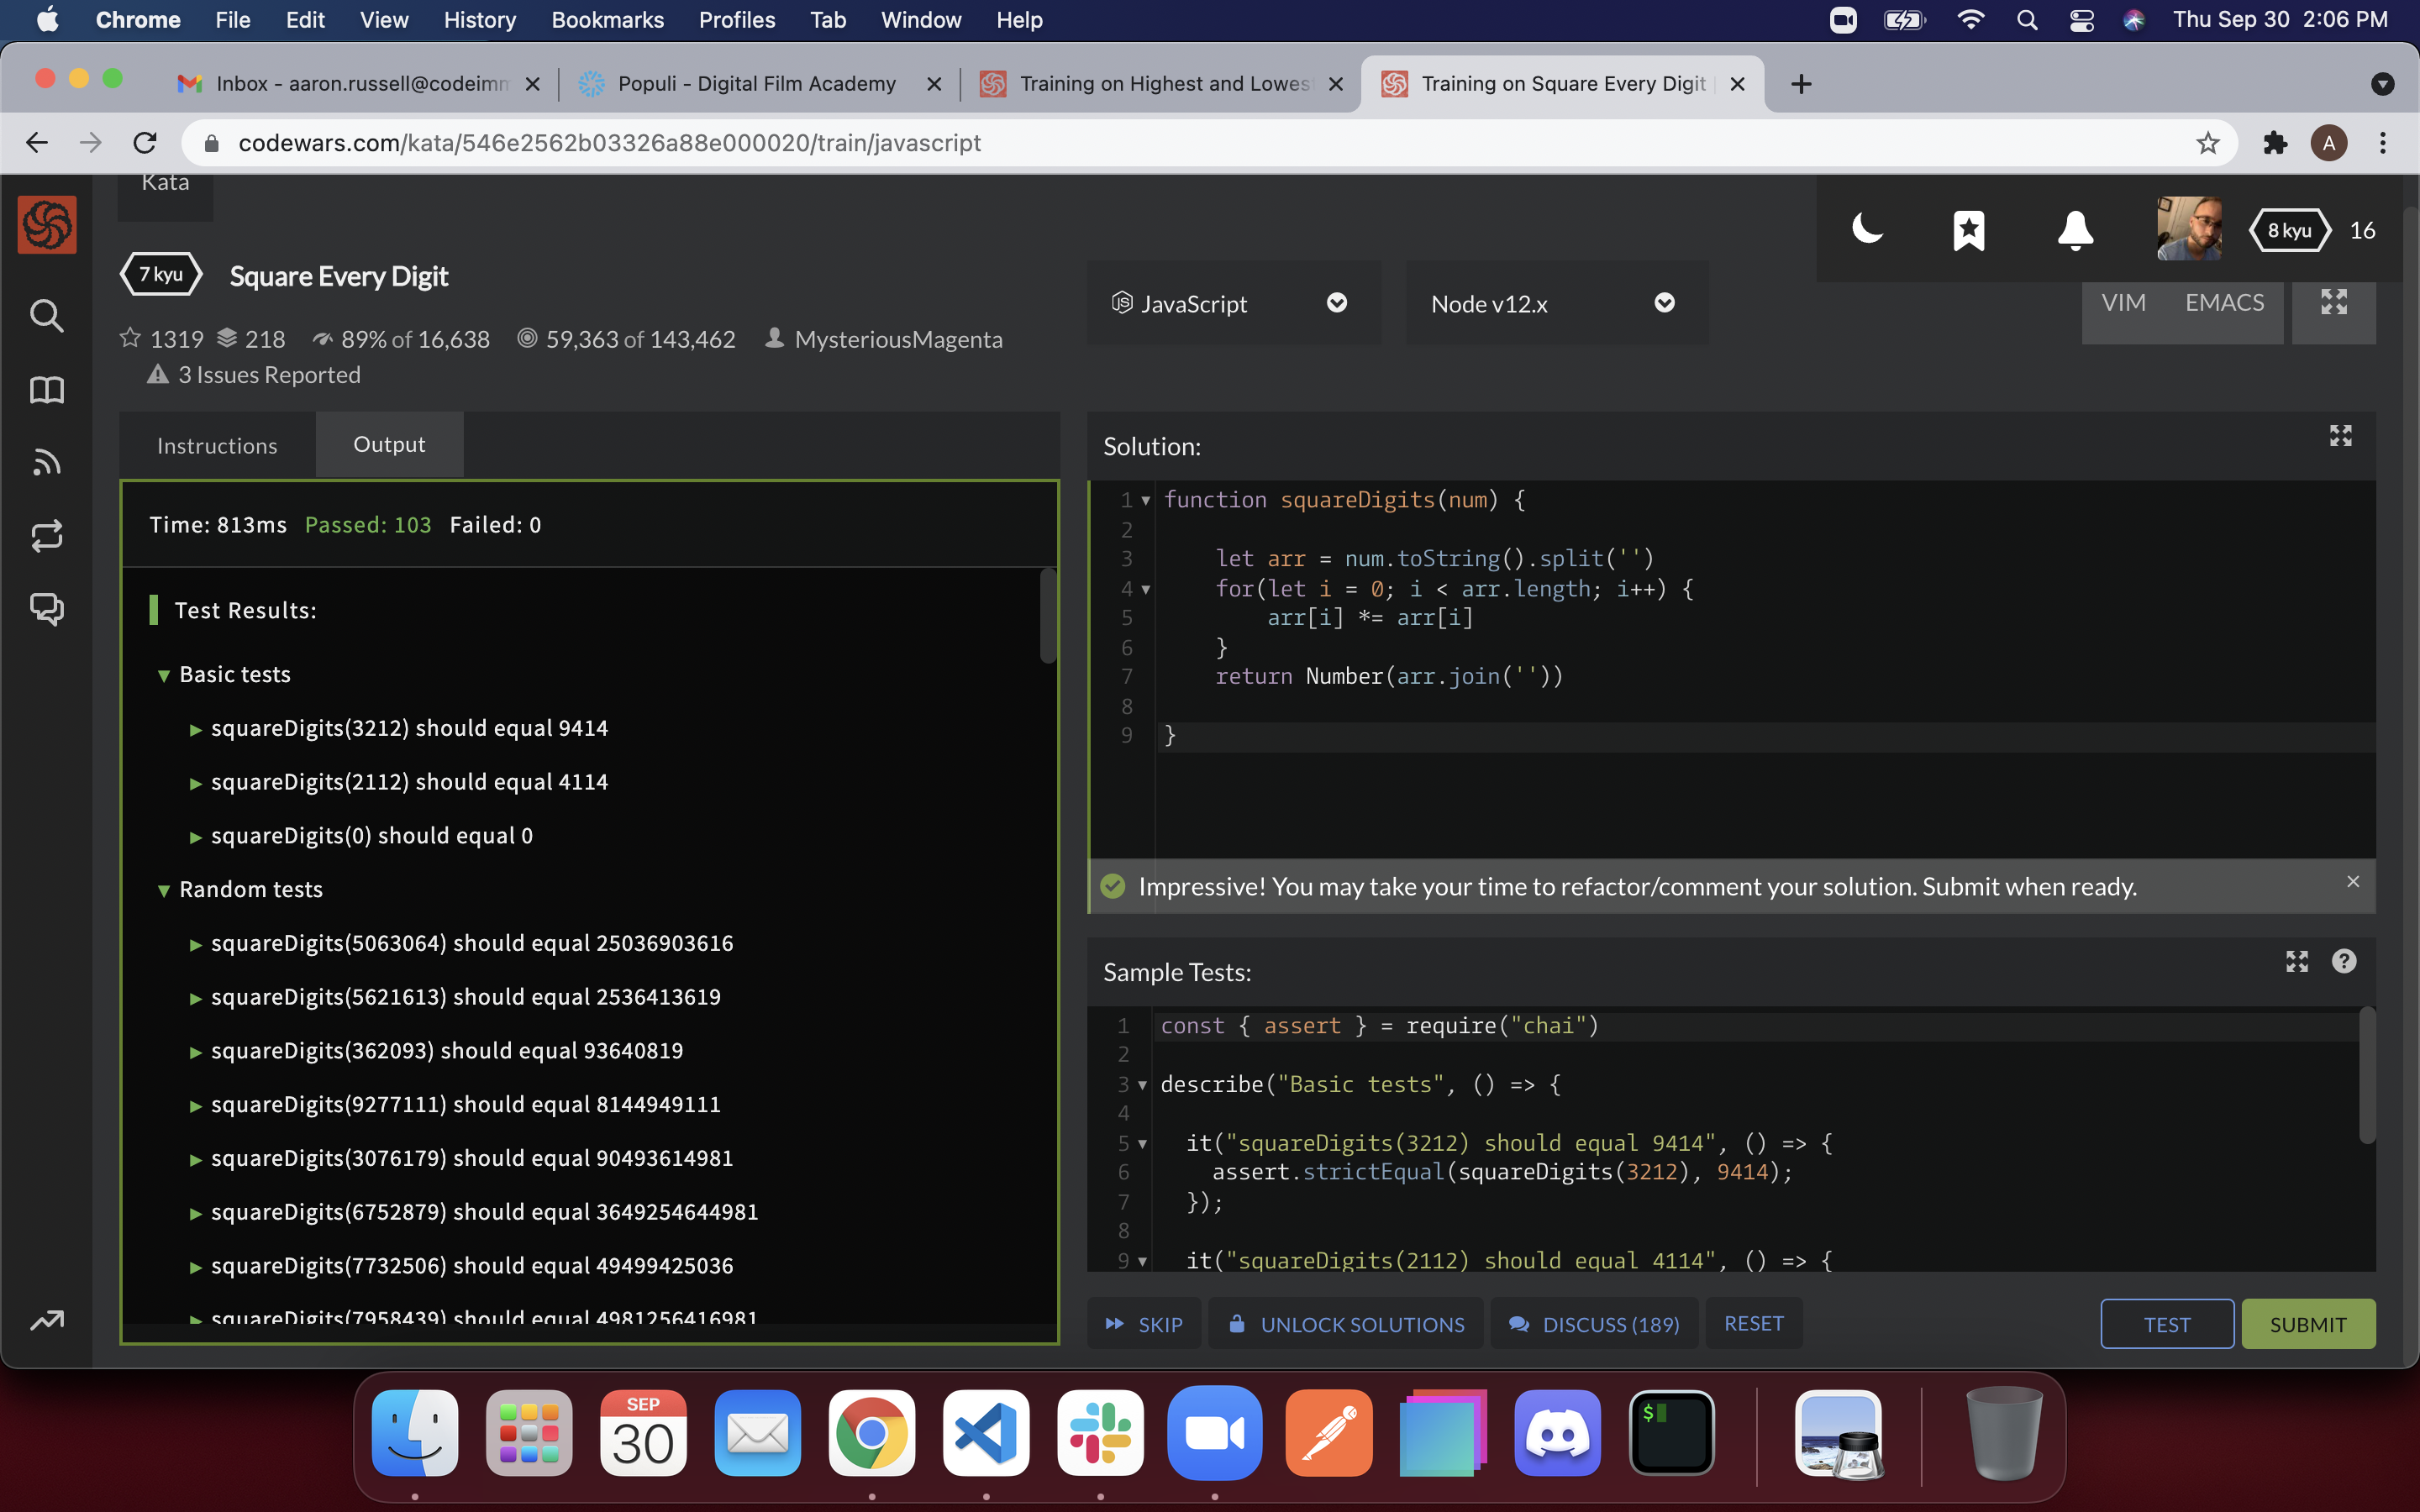 Chrome File Edit View History Bookmarks Profiles Tab Window Help Thu Sep 30 2:06 PM
Inbox - aaron.russell@codeimm Populi - Digital Film Academy Training on Highest and Lowes Training on Square Every Digit
codewars.com/kata/546e2562b03326a88e000020/train/javascript A
Kata
8 kyu 16
7 kyu Square Every Digit
JavaScript Node v12.x VIM EMACS
1319 218 89% of 16,638 59,363 of 143,462 MysteriousMagenta
3 Issues Reported
Instructions Output
Time: 813ms Passed: 103 Failed: 0
Test Results:
Basic tests
squareDigits(3212) should equal 9414
squareDigits(2112) should equal 4114
squareDigits(0) should equal 0
Random tests
squareDigits(5063064) should equal 25036903616
squareDigits(5621613) should equal 2536413619
squareDigits(362093) should equal 93640819
squareDigits(9277111) should equal 8144949111
squareDigits(3076179) should equal 90493614981
squareDigits(6752879) should equal 3649254644981
squareDigits(7732506) should equal 49499425036
squareDigits(7958439) should equal 4981256416981
Solution:
1 function squareDigits(num) {
2
3 let arr = num.toString().split('')
4 for(let i = 0; i < arr.length; i++) {
5 arr[i] *= arr[i]
6 }
7 return Number(arr.join(''))
8
9 }
Impressive! You may take your time to refactor/comment your solution. Submit when ready.
Sample Tests:
1 const { assert } = require("chai")
2
3 describe("Basic tests", () => {
4
5 it("squareDigits(3212) should equal 9414", () => {
6 assert.strictEqual(squareDigits(3212), 9414);
7 });
8
9 it("squareDigits(2112) should equal 4114", () => {
SKIP UNLOCK SOLUTIONS DISCUSS (189) RESET TEST SUBMIT
SEP
30
$